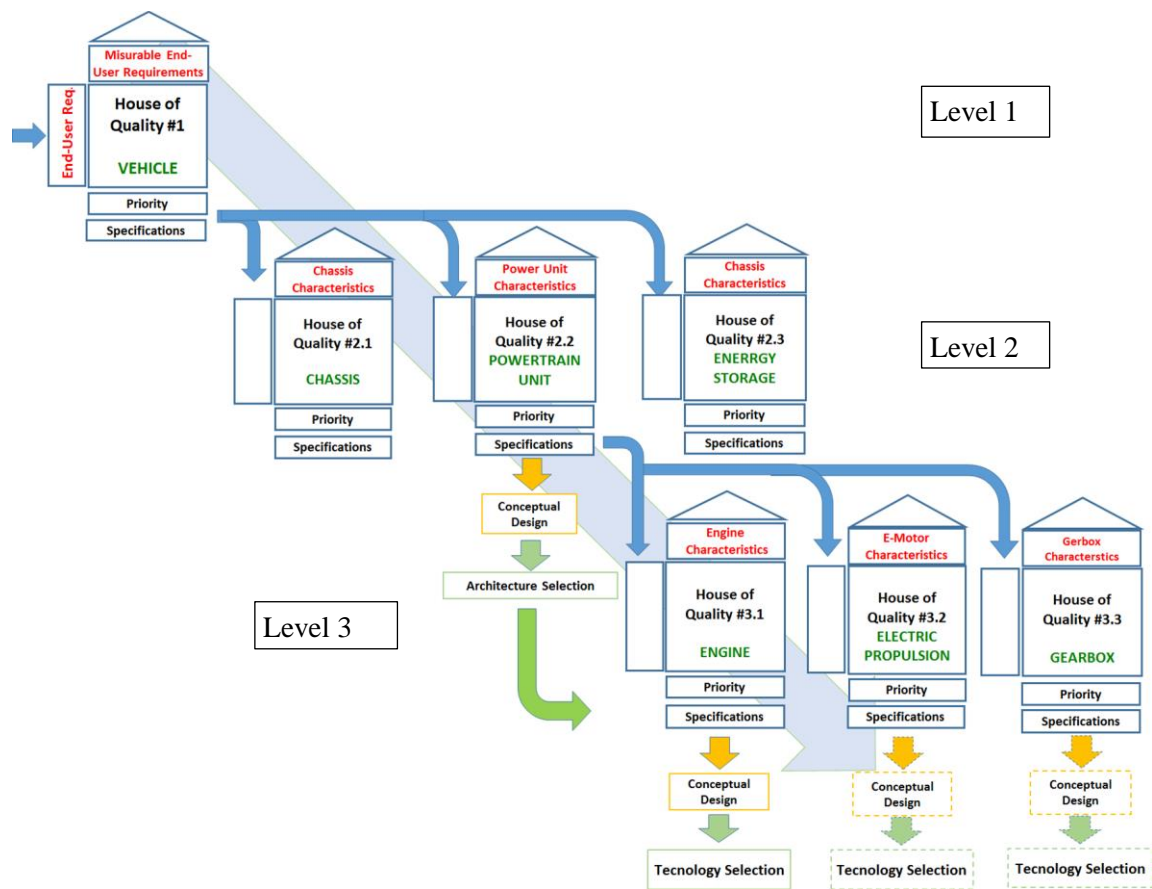 Misurable End-
User Requirements
End-User Req.
House of
Quality #1
VEHICLE
Priority
Specifications
Level 1
Chassis
Characteristics
House of
Quality #2.1
CHASSIS
Priority
Specifications
Power Unit
Characteristics
House of
Quality #2.2
POWERTRAIN
UNIT
Priority
Specifications
Chassis
Characteristics
House of
Quality #2.3
ENERRGY
STORAGE
Priority
Specifications
Level 2
Conceptual
Design
Architecture Selection
Level 3
Engine
Characteristics
House of
Quality #3.1
ENGINE
Priority
Specifications
Conceptual
Design
Tecnology Selection
E-Motor
Characteristics
House of
Quality #3.2
ELECTRIC
PROPULSION
Priority
Specifications
Conceptual
Design
Tecnology Selection
Gerbox
Characterstics
House of
Quality #3.3
GEARBOX
Priority
Specifications
Conceptual
Design
Tecnology Selection